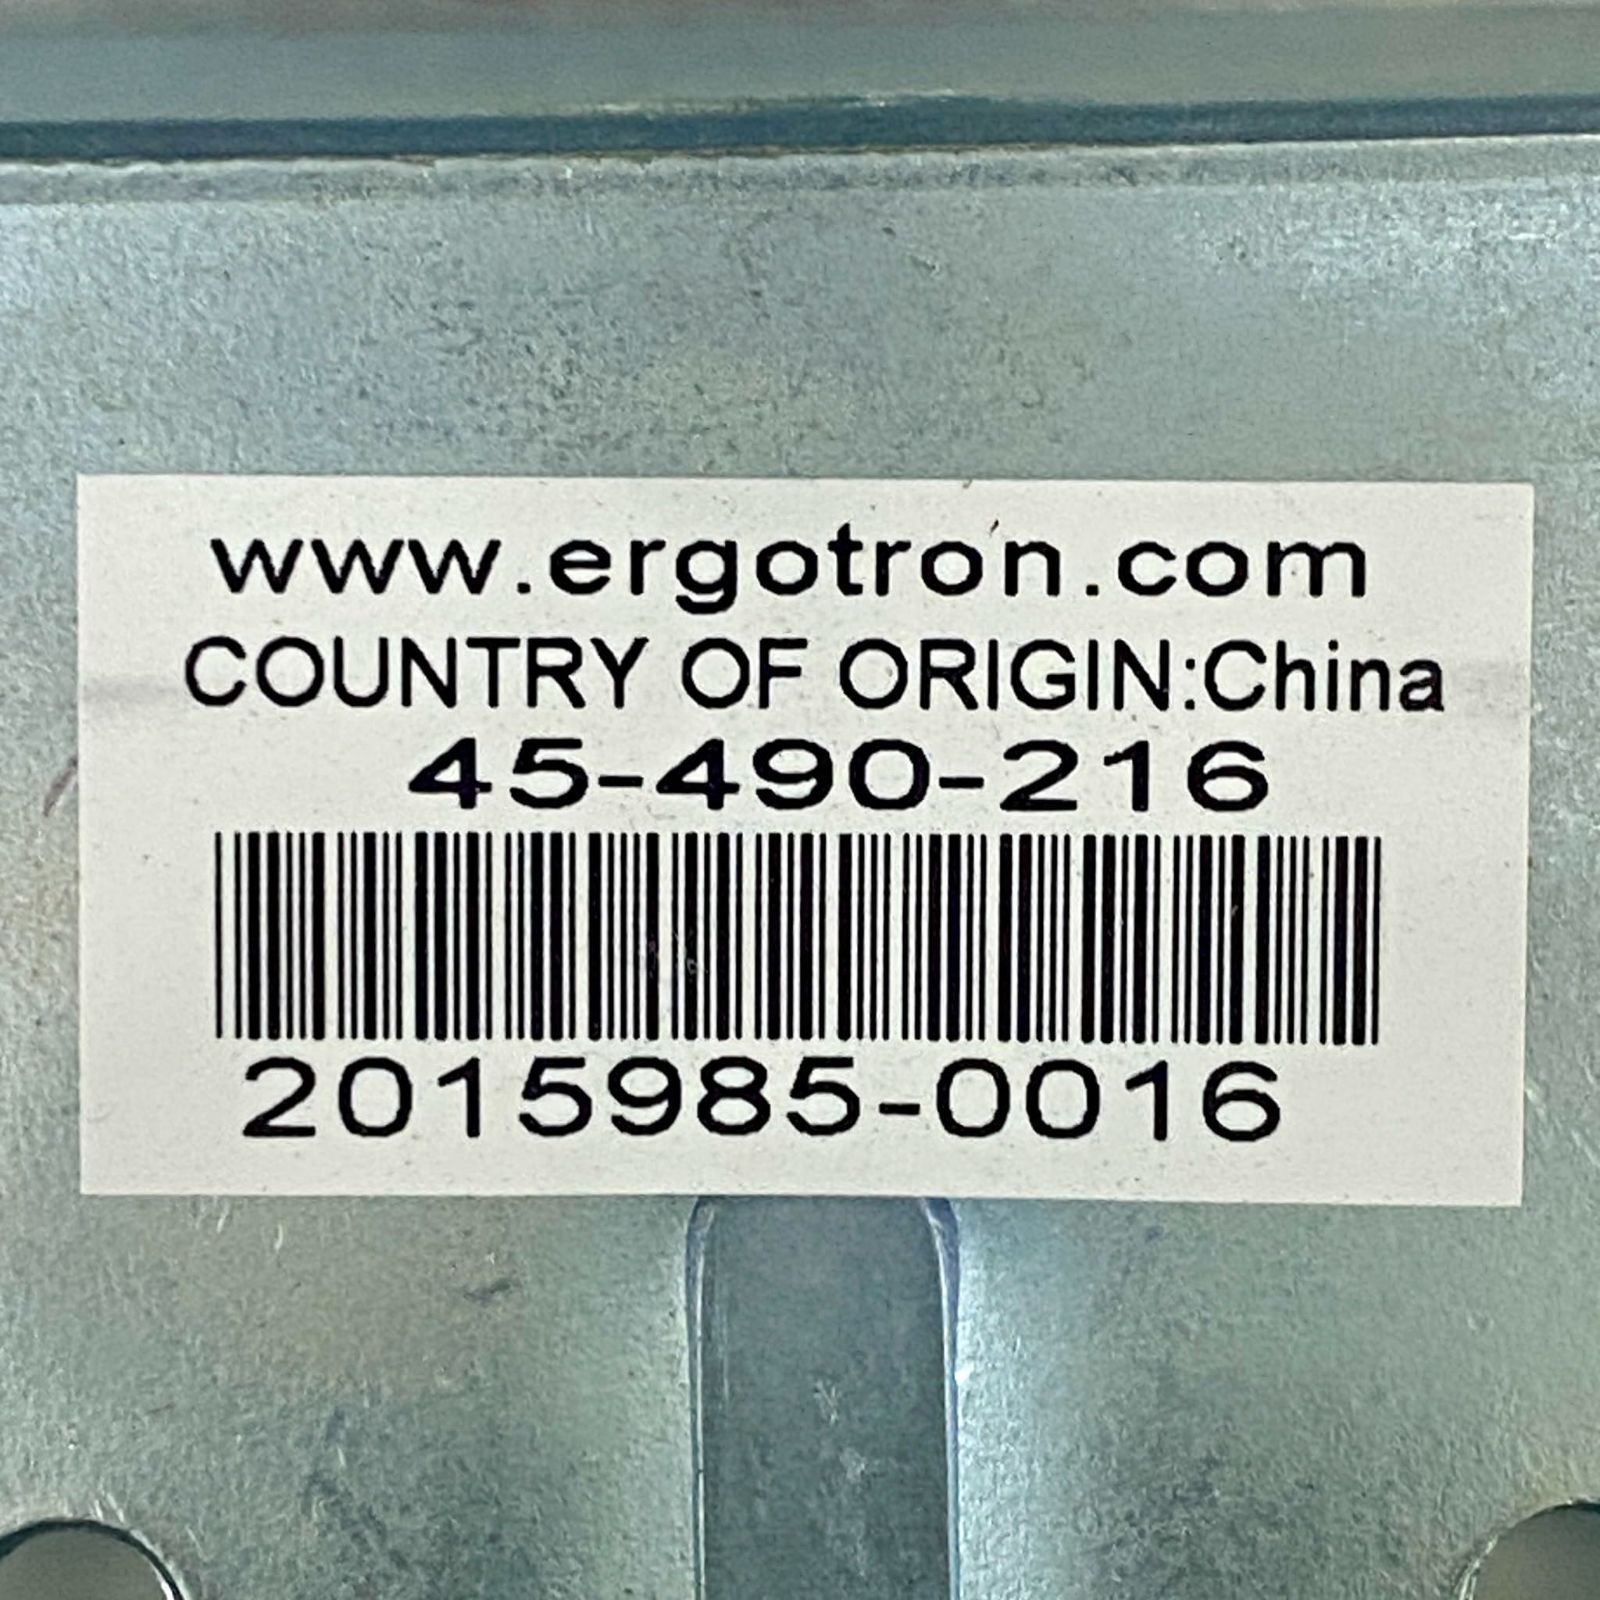 www.ergotron.com
COUNTRY OF ORIGIN:China
45-490-216
2015985-0016